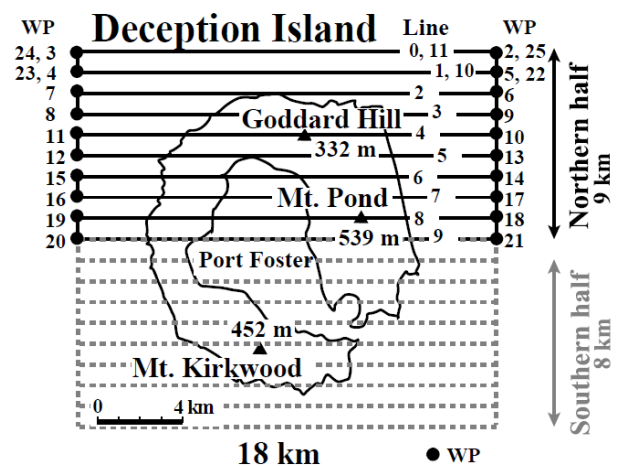 Deception Island
WP
Line
WP
24, 3
0, 11
2, 25
23, 4
1, 10
5, 22
7
2
6
8
3
9
Goddard Hill
11
4
10
332 m
12
5
13
15
6
14
Mt. Pond
16
7
17
19
8
18
539 m
20
9
21
Port Foster
452 m
Mt. Kirkwood
0 4 km
18 km
WP
Northern half
9 km
Southern half
8 km